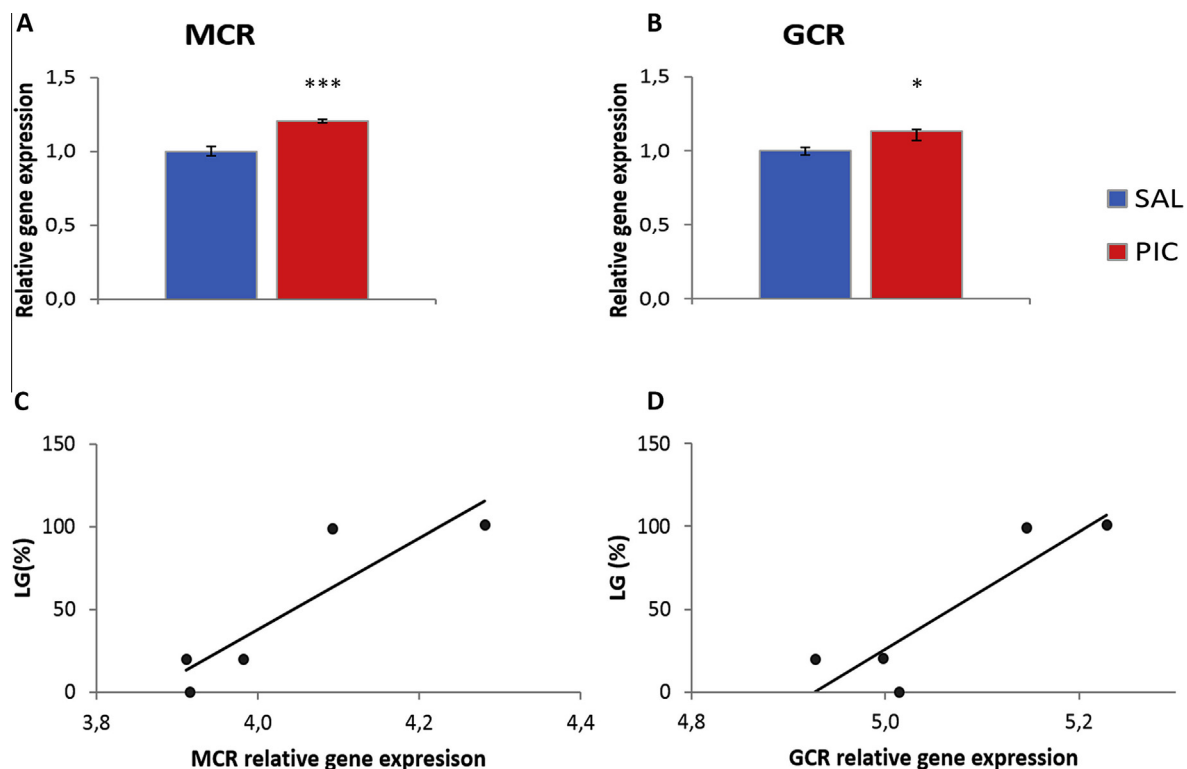 A
MCR
Relative gene expression
1,5
1,0
0,5
0,0
***
B
GCR
Relative gene expression
1,5
1,0
0,5
0,0
*
SAL
PIC
C
LG(%)
150
100
50
0
3,8
4,0
4,2
4,4
MCR relative gene expresison
D
LG (%)
150
100
50
0
4,8
5,0
5,2
GCR relative gene expression